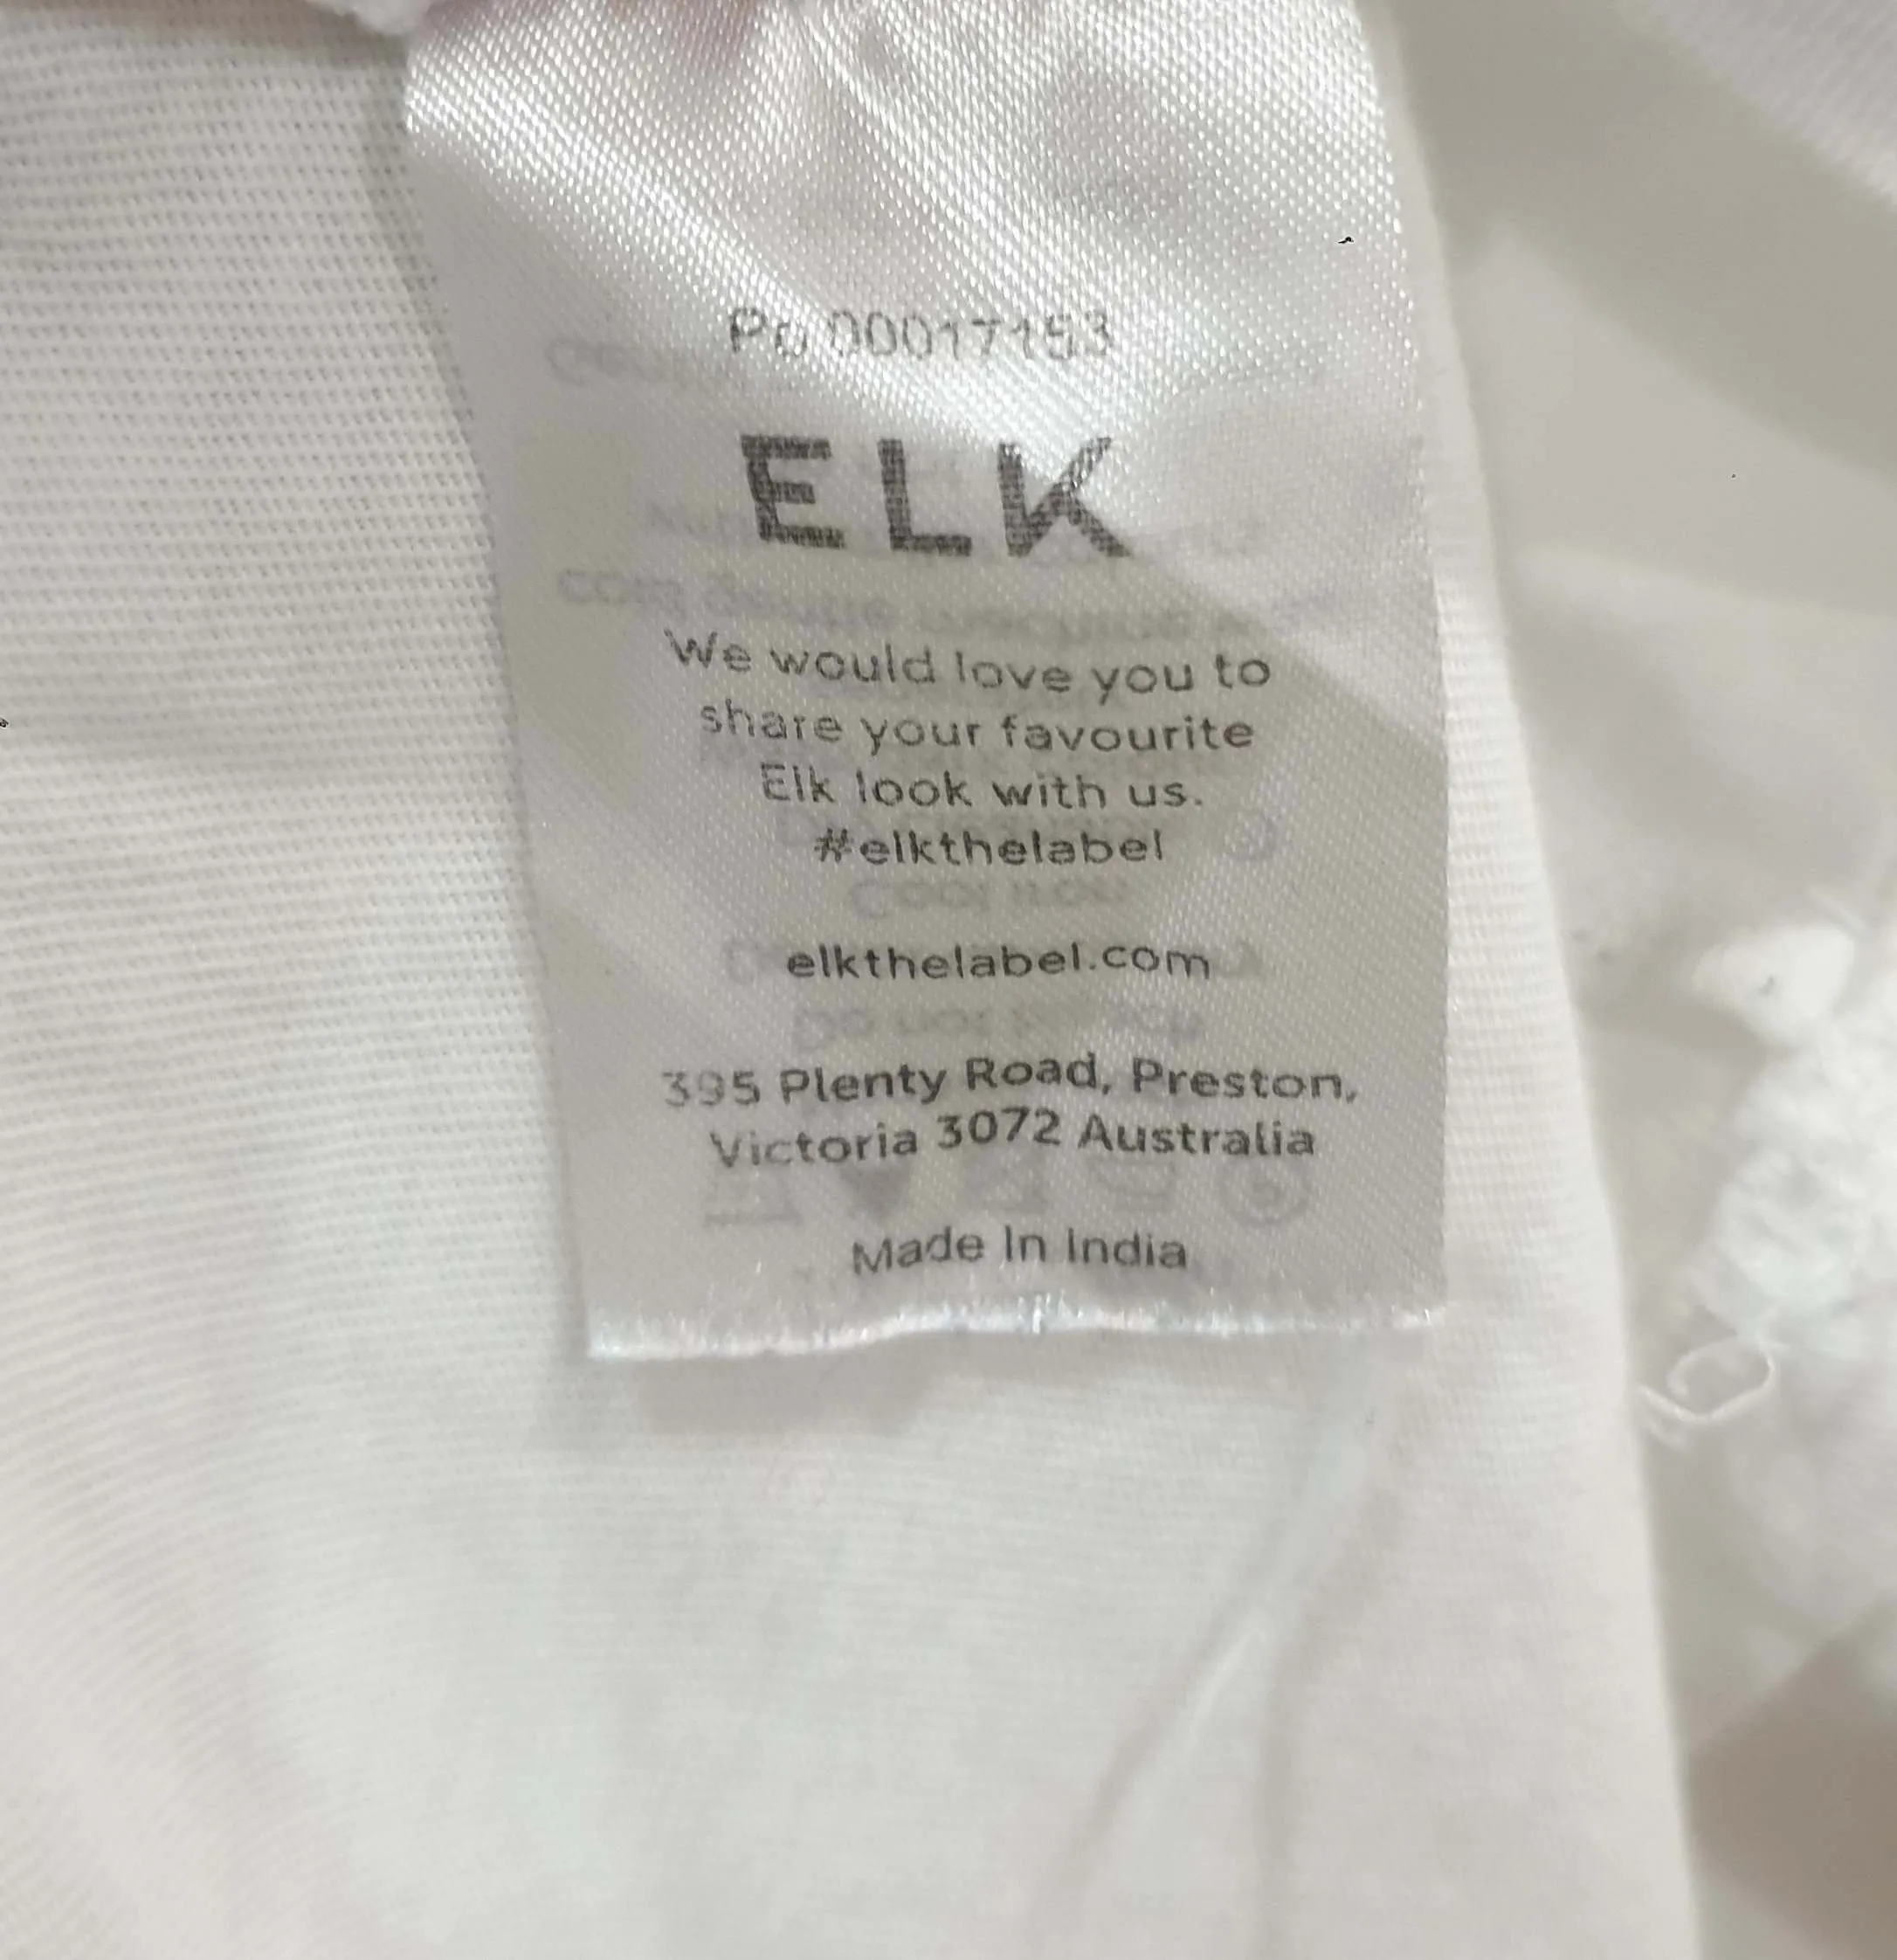 Po 00017153
ELK
We would love you to
share your favourite
Elk look with us.
#elkthelabel
elkthelabel.com
395 Plenty Road, Preston,
Victoria 3072 Australia
Made In India